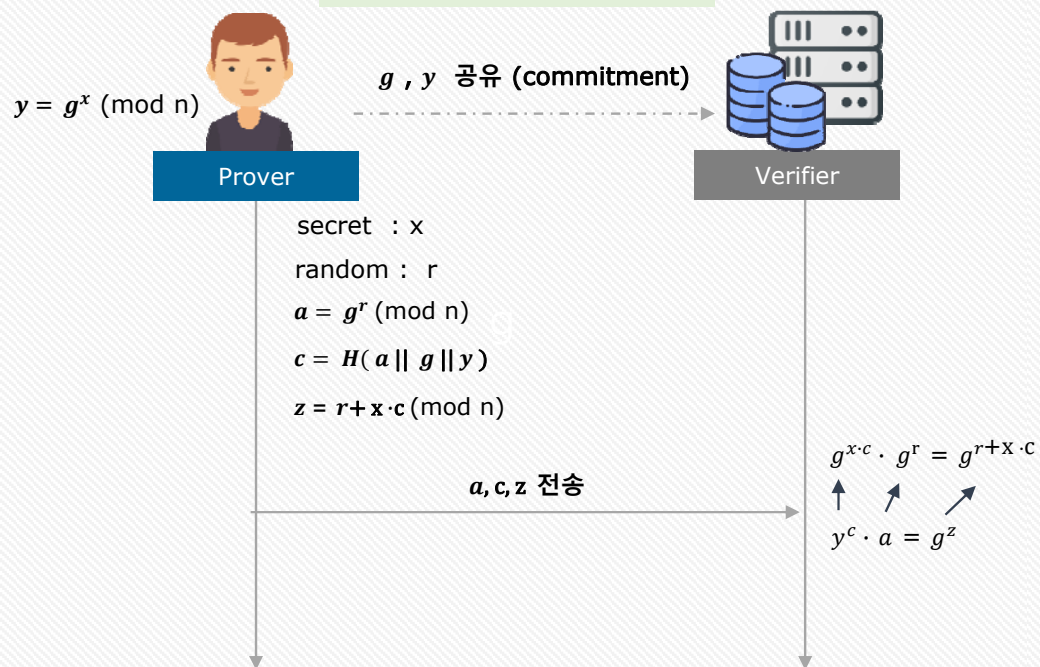 y = g^x (mod n)
g , y 공유 (commitment)
Prover
Verifier
secret : x
random : r
a = g^r (mod n)
g
c = H( a || g || y )
z = r+ x ·c (mod n)
a, c, z 전송
g^{x·c} · g^r = g^{r+x·c}
y^c · a = g^z